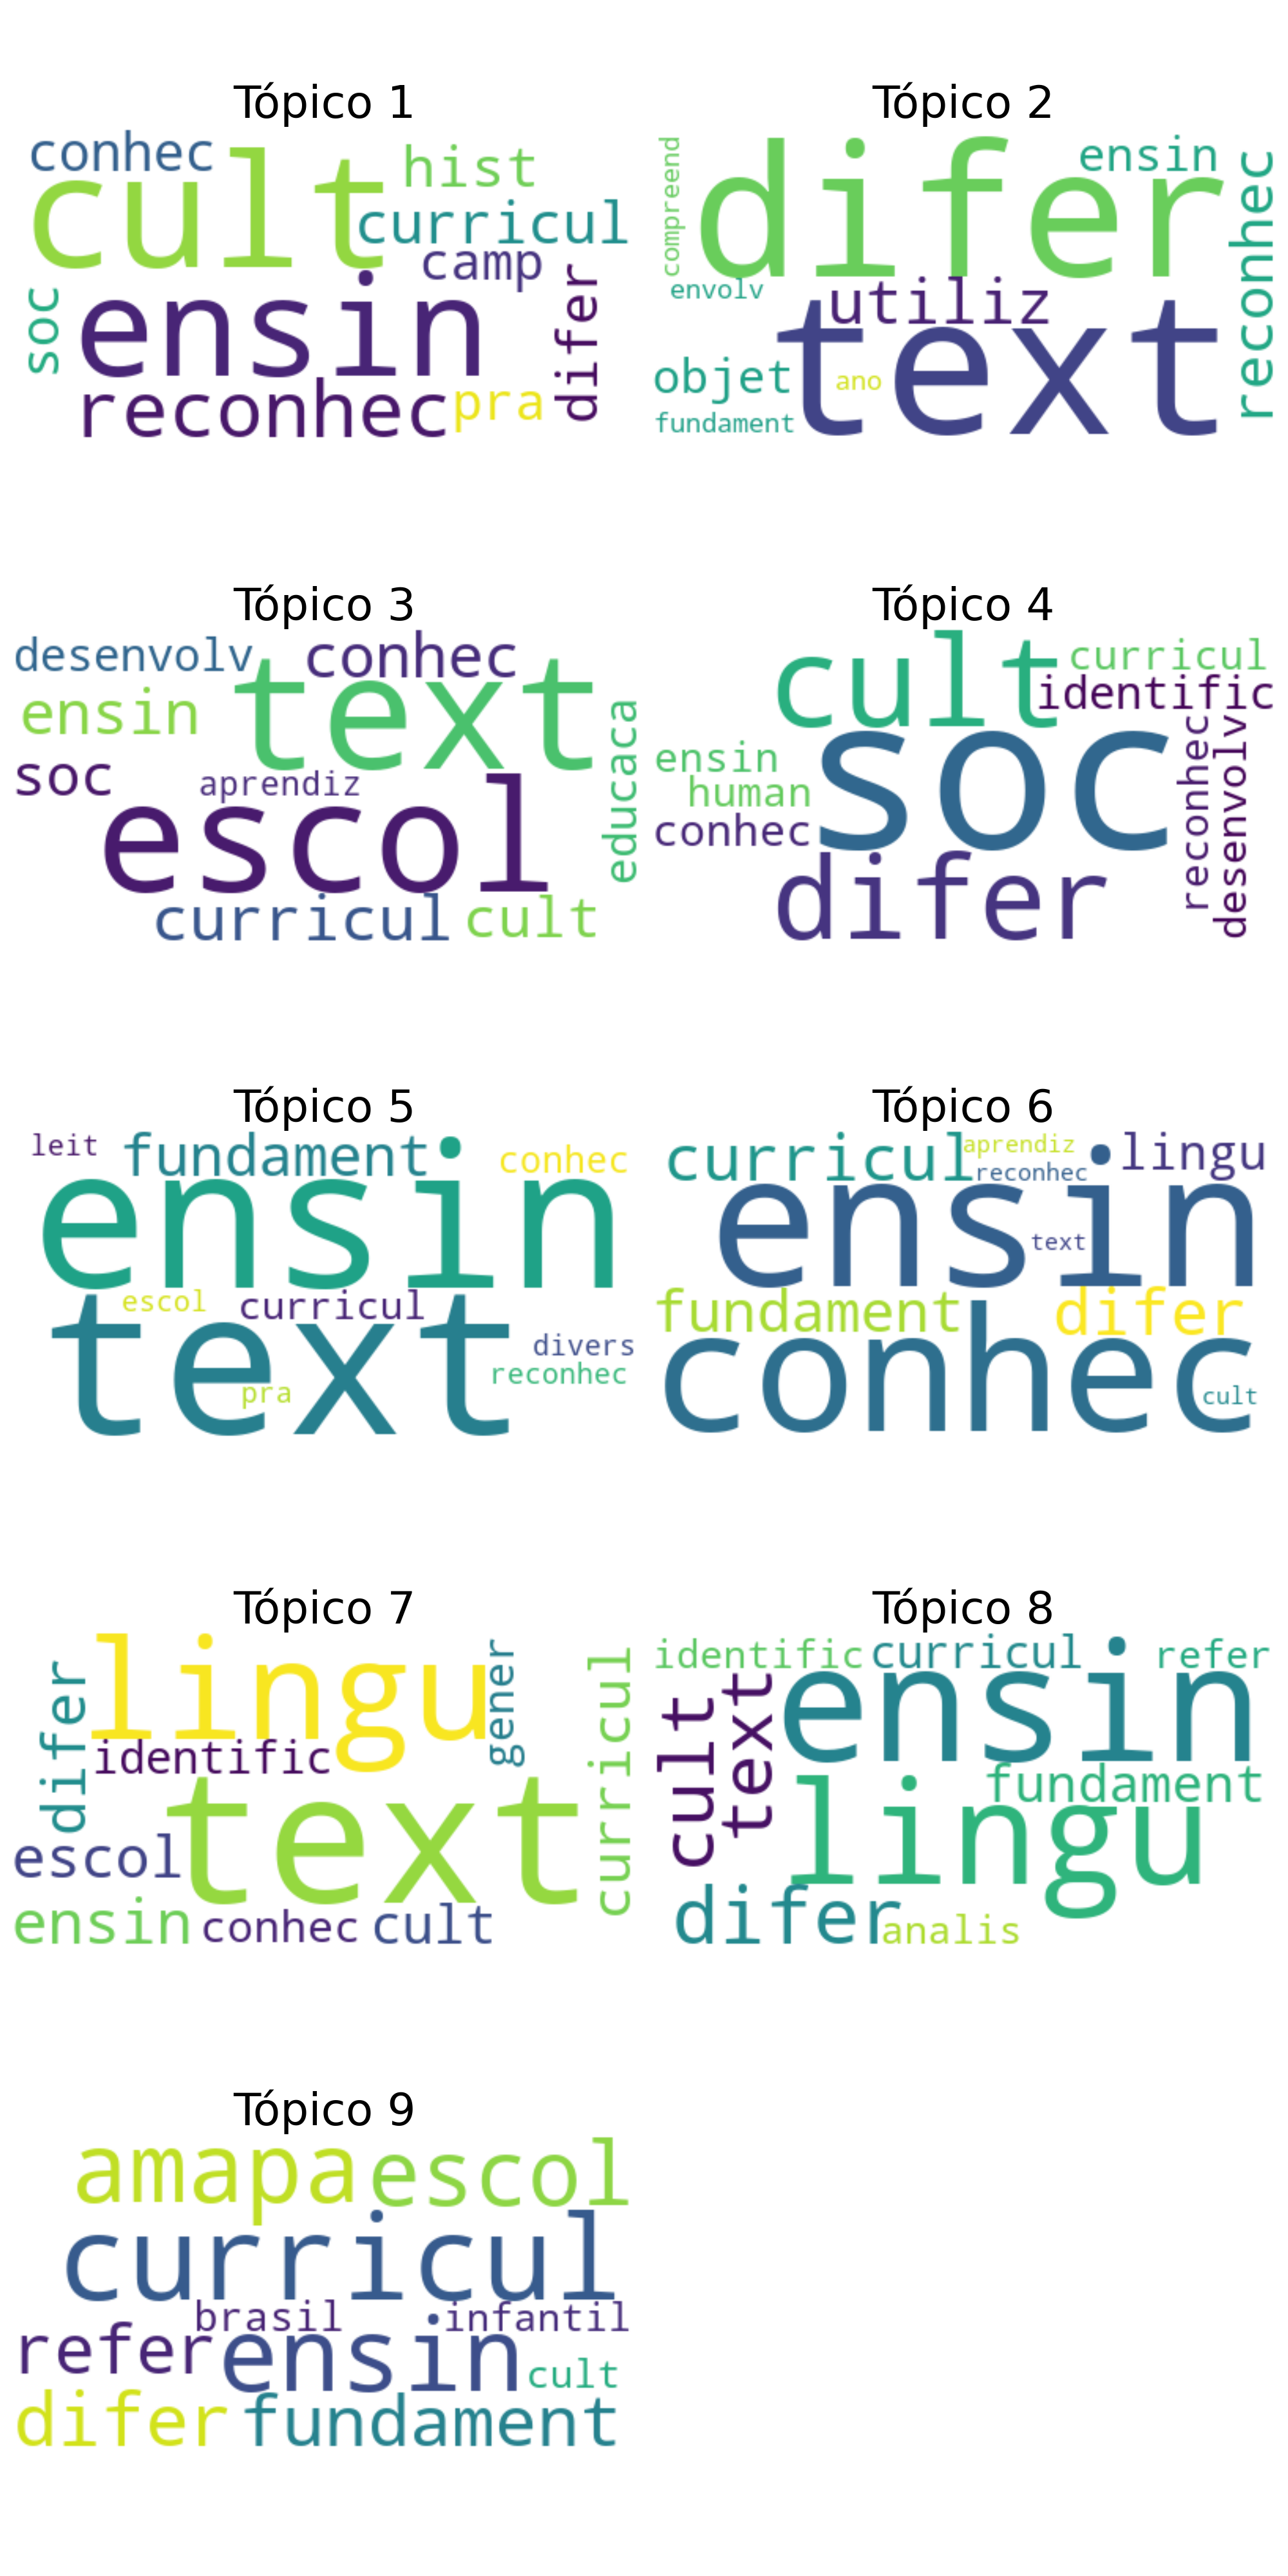 Tópico 1
conhec
cult
hist
curricul
camp
soc
ensin
difer
reconhec
pra
Tópico 2
compreend
difer
ensin
reconhec
envolv
utiliz
text
objet
ano
fundament
Tópico 3
desenvolv
conhec
ensin
text
soc
aprendiz
educaca
escol
curricul
cult
Tópico 4
cult
curricul
identific
ensin
soc
human
conhec
reconhec
desenvolv
difer
Tópico 5
leit
fundament
conhec
ensin
escol
curricul
text
divers
reconhec
pra
Tópico 6
curricul
aprendiz
reconhec
lingu
ensin
text
fundament
difer
conhec
cult
Tópico 7
difer
lingu
gener
curricul
identific
text
escol
ensin
conhec
cult
Tópico 8
identific
curricul
refer
cult
text
ensin
fundament
lingu
difer
analis
Tópico 9
amapa
escol
curricul
brasil
infantil
refer
ensin
cult
difer
fundament